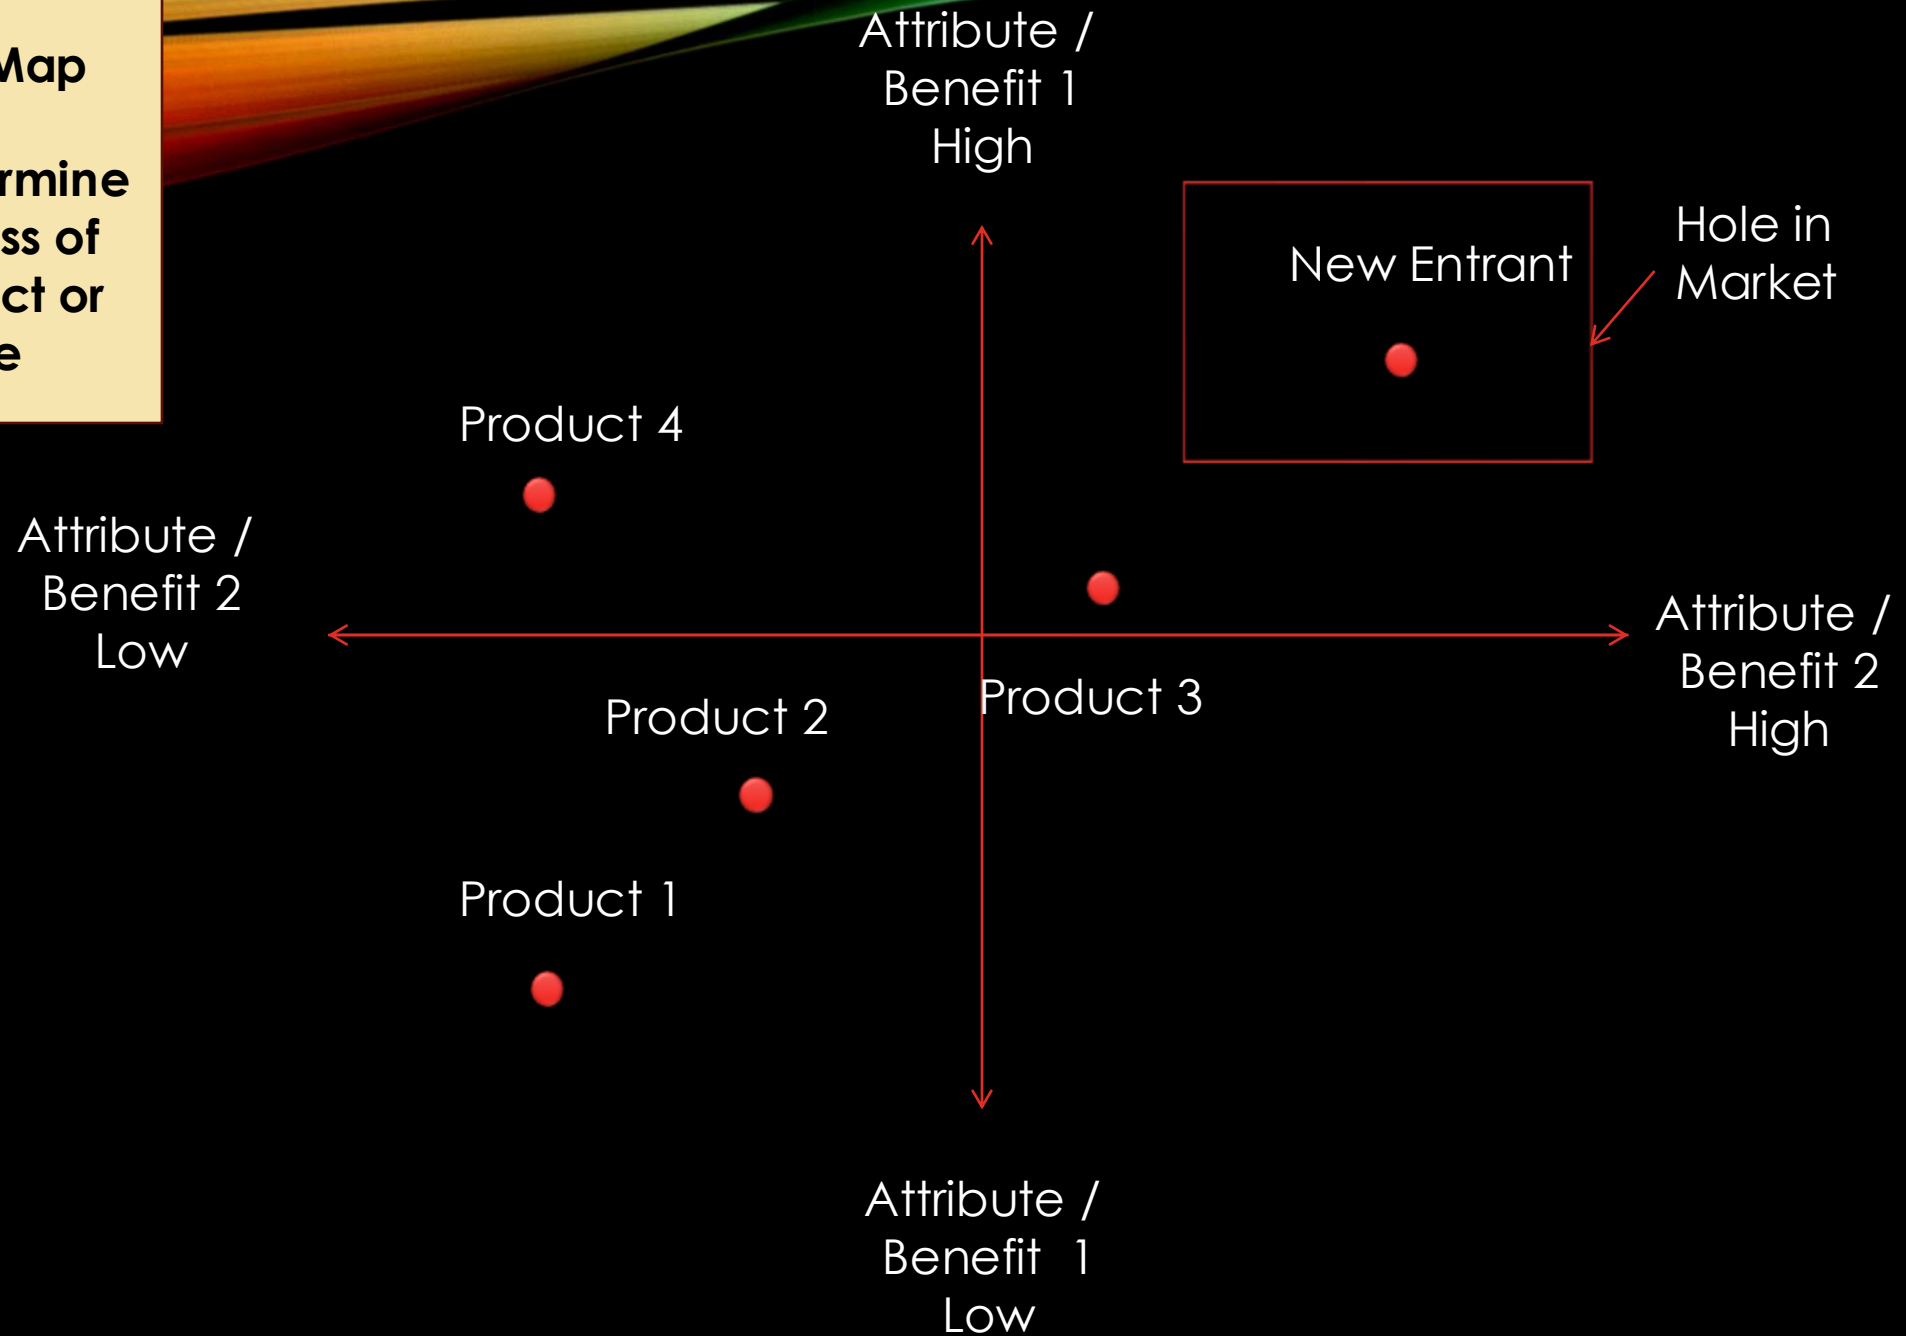 Map
rmine
ss of
ct or
e
Attribute /
Benefit 1
High
New Entrant
Hole in
Market
Product 4
Attribute /
Benefit 2
Low
Attribute /
Benefit 2
High
Product 3
Product 2
Product 1
Attribute /
Benefit 1
Low